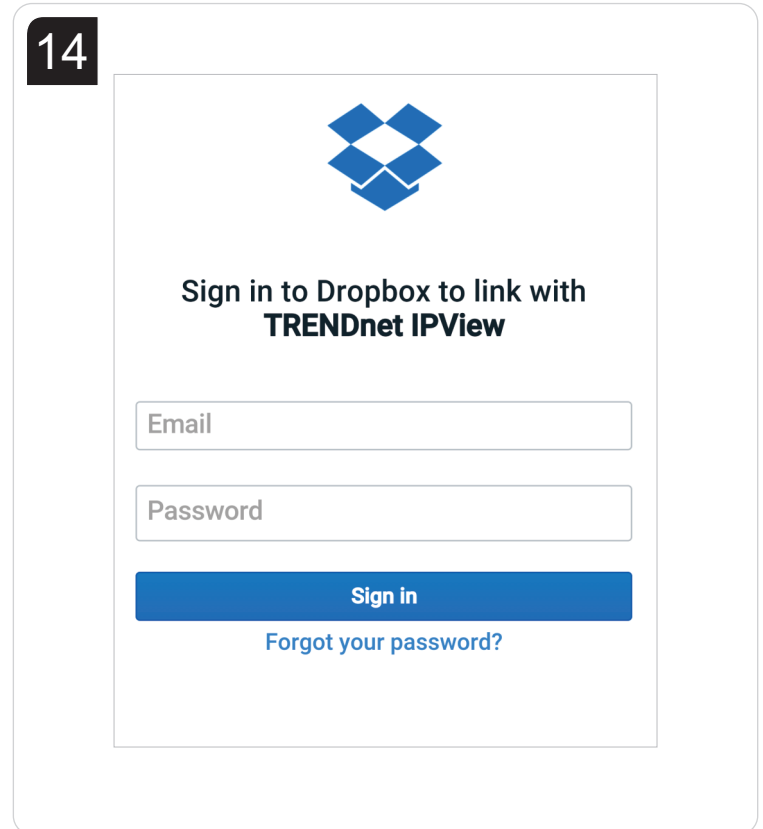 14
Sign in to Dropbox to link with
TRENDnet IPView
Email
Password
Sign in
Forgot your password?